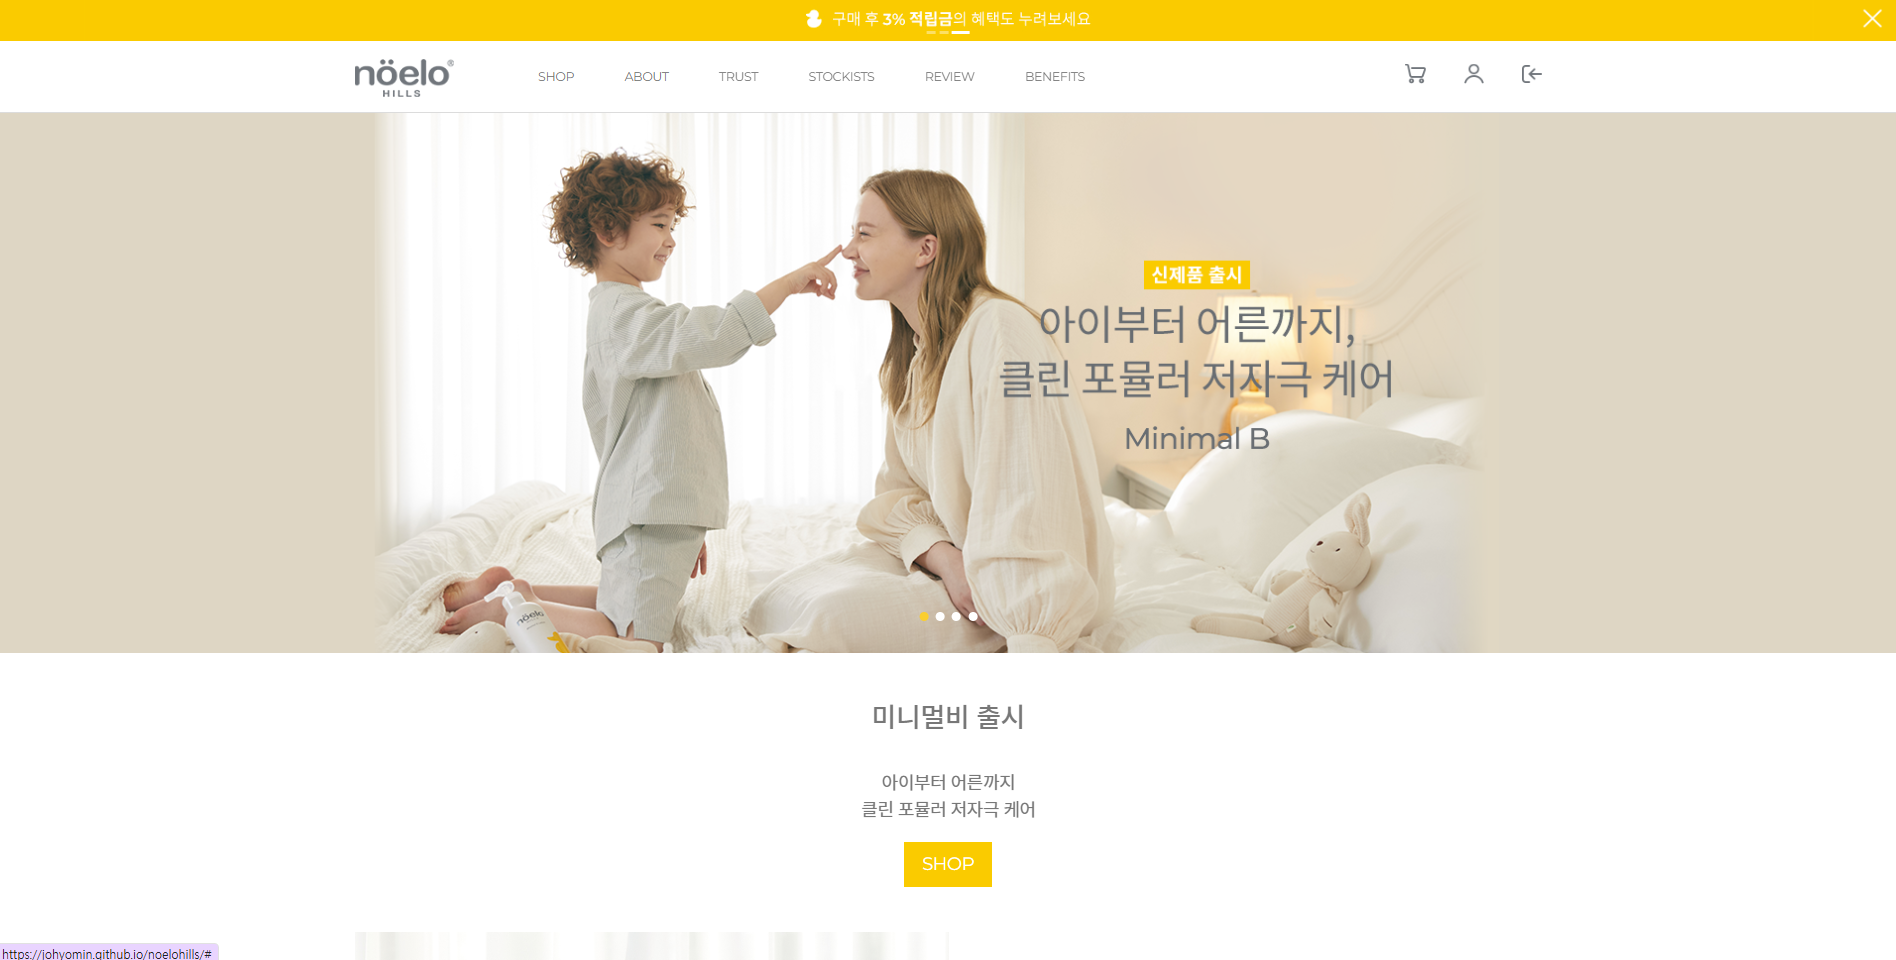 구매 후 3% 적립금의 혜택도 누려보세요
nöelo®
HILLS
SHOP ABOUT TRUST STOCKISTS REVIEW BENEFITS
신제품 출시
아이부터 어른까지,
클린 포뮬러 저자극 케어
Minimal B
nöelo
미니멀비 출시
아이부터 어른까지
클린 포뮬러 저자극 케어
SHOP
https://johyomin.github.io/noelohills/#